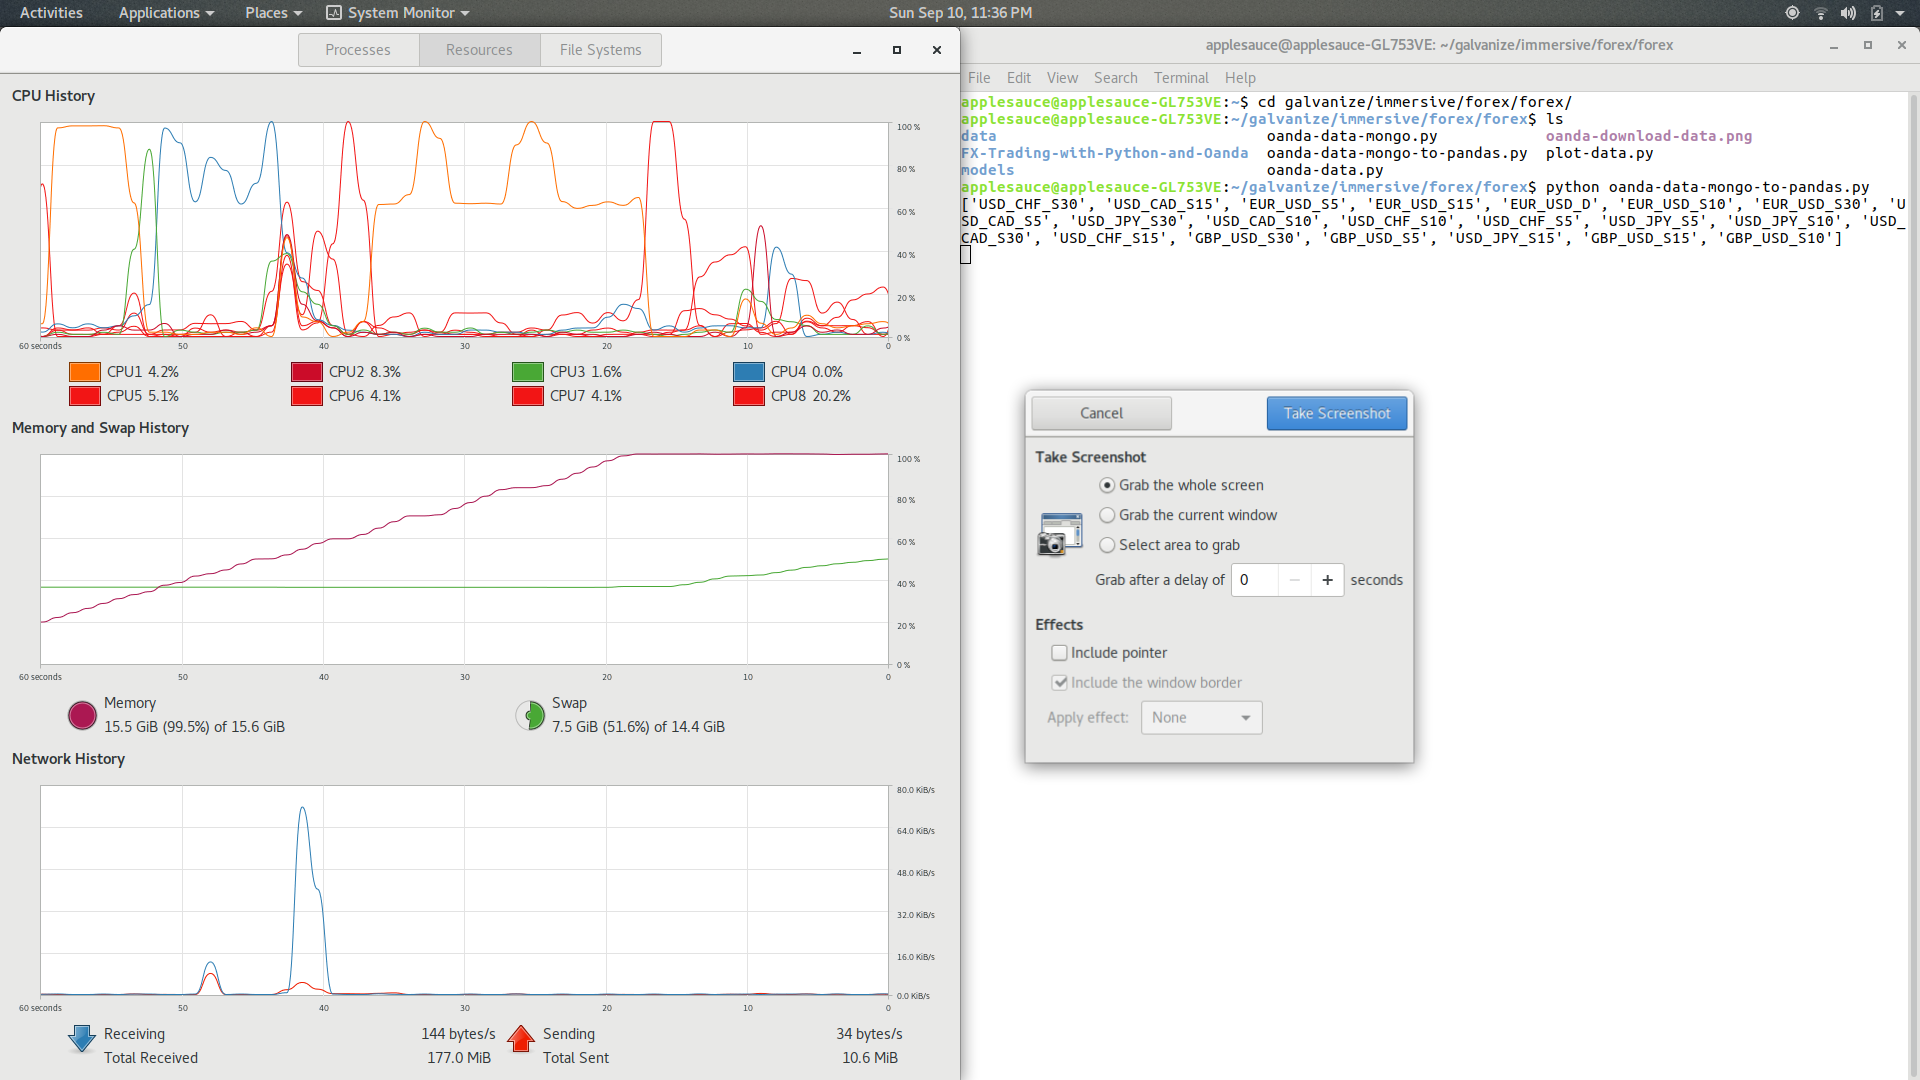 Activities Applications Places System Monitor Sun Sep 10, 11:36 PM
Processes Resources File Systems
CPU History
100 %
80 %
60 %
40 %
20 %
0 %
60 seconds 50 40 30 20 10 0
CPU1 4.2% CPU2 8.3% CPU3 1.6% CPU4 0.0%
CPU5 5.1% CPU6 4.1% CPU7 4.1% CPU8 20.2%
Memory and Swap History
100 %
80 %
60 %
40 %
20 %
0 %
60 seconds 50 40 30 20 10 0
Memory
15.5 GiB (99.5%) of 15.6 GiB
Swap
7.5 GiB (51.6%) of 14.4 GiB
Network History
80.0 KiB/s
64.0 KiB/s
48.0 KiB/s
32.0 KiB/s
16.0 KiB/s
0.0 KiB/s
60 seconds 50 40 30 20 10 0
Receiving 144 bytes/s
Total Received 177.0 MiB
Sending 34 bytes/s
Total Sent 10.6 MiB
applesauce@applesauce-GL753VE: ~/galvanize/immersive/forex/forex
File Edit View Search Terminal Help
applesauce@applesauce-GL753VE:~$ cd galvanize/immersive/forex/forex/
applesauce@applesauce-GL753VE:~/galvanize/immersive/forex/forex$ ls
data oanda-data-mongo.py oanda-download-data.png
FX-Trading-with-Python-and-Oanda oanda-data-mongo-to-pandas.py plot-data.py
models oanda-data.py
applesauce@applesauce-GL753VE:~/galvanize/immersive/forex/forex$ python oanda-data-mongo-to-pandas.py
['USD_CHF_S30', 'USD_CAD_S15', 'EUR_USD_S5', 'EUR_USD_S15', 'EUR_USD_D', 'EUR_USD_S10', 'EUR_USD_S30', 'U
SD_CAD_S5', 'USD_JPY_S30', 'USD_CAD_S10', 'USD_CHF_S10', 'USD_CHF_S5', 'USD_JPY_S5', 'USD_JPY_S10', 'USD_
CAD_S30', 'USD_CHF_S15', 'GBP_USD_S30', 'GBP_USD_S5', 'USD_JPY_S15', 'GBP_USD_S15', 'GBP_USD_S10']
Cancel Take Screenshot
Take Screenshot
Grab the whole screen
Grab the current window
Select area to grab
Grab after a delay of 0 − + seconds
Effects
Include pointer
Include the window border
Apply effect: None